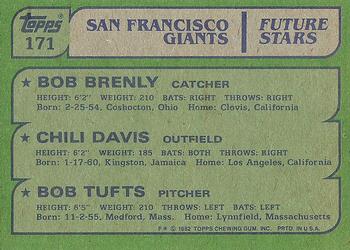 topps
171
SAN FRANCISCO GIANTS
FUTURE STARS
★ BOB BRENLY CATCHER
HEIGHT: 6'2" WEIGHT: 210 BATS: RIGHT THROWS: RIGHT
Born: 2-25-54, Coshocton, Ohio Home: Clovis, California
★ CHILI DAVIS OUTFIELD
HEIGHT: 6'2" WEIGHT: 185 BATS: BOTH THROWS: RIGHT
Born: 1-17-60, Kingston, Jamaica Home: Los Angeles, California
★ BOB TUFTS PITCHER
HEIGHT: 6'5" WEIGHT: 210 THROWS: LEFT BATS: LEFT
Born: 11-2-55, Medford, Mass. Home: Lynnfield, Massachusetts
F* © 1982 TOPPS CHEWING GUM, INC. PRTD. IN U.S.A.